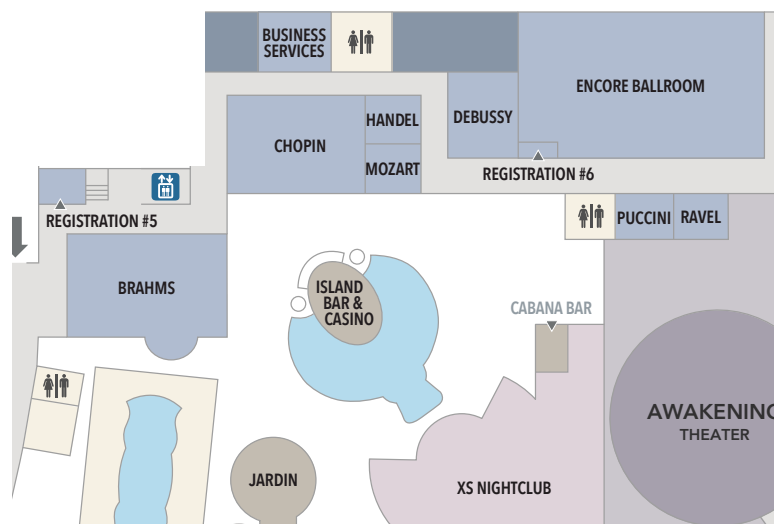 BUSINESS
SERVICES
ENCORE BALLROOM
HANDEL
DEBUSSY
CHOPIN
MOZART
REGISTRATION #6
REGISTRATION #5
PUCCINI
RAVEL
BRAHMS
ISLAND
BAR &
CASINO
CABANA BAR
AWAKENING
THEATER
JARDIN
XS NIGHTCLUB